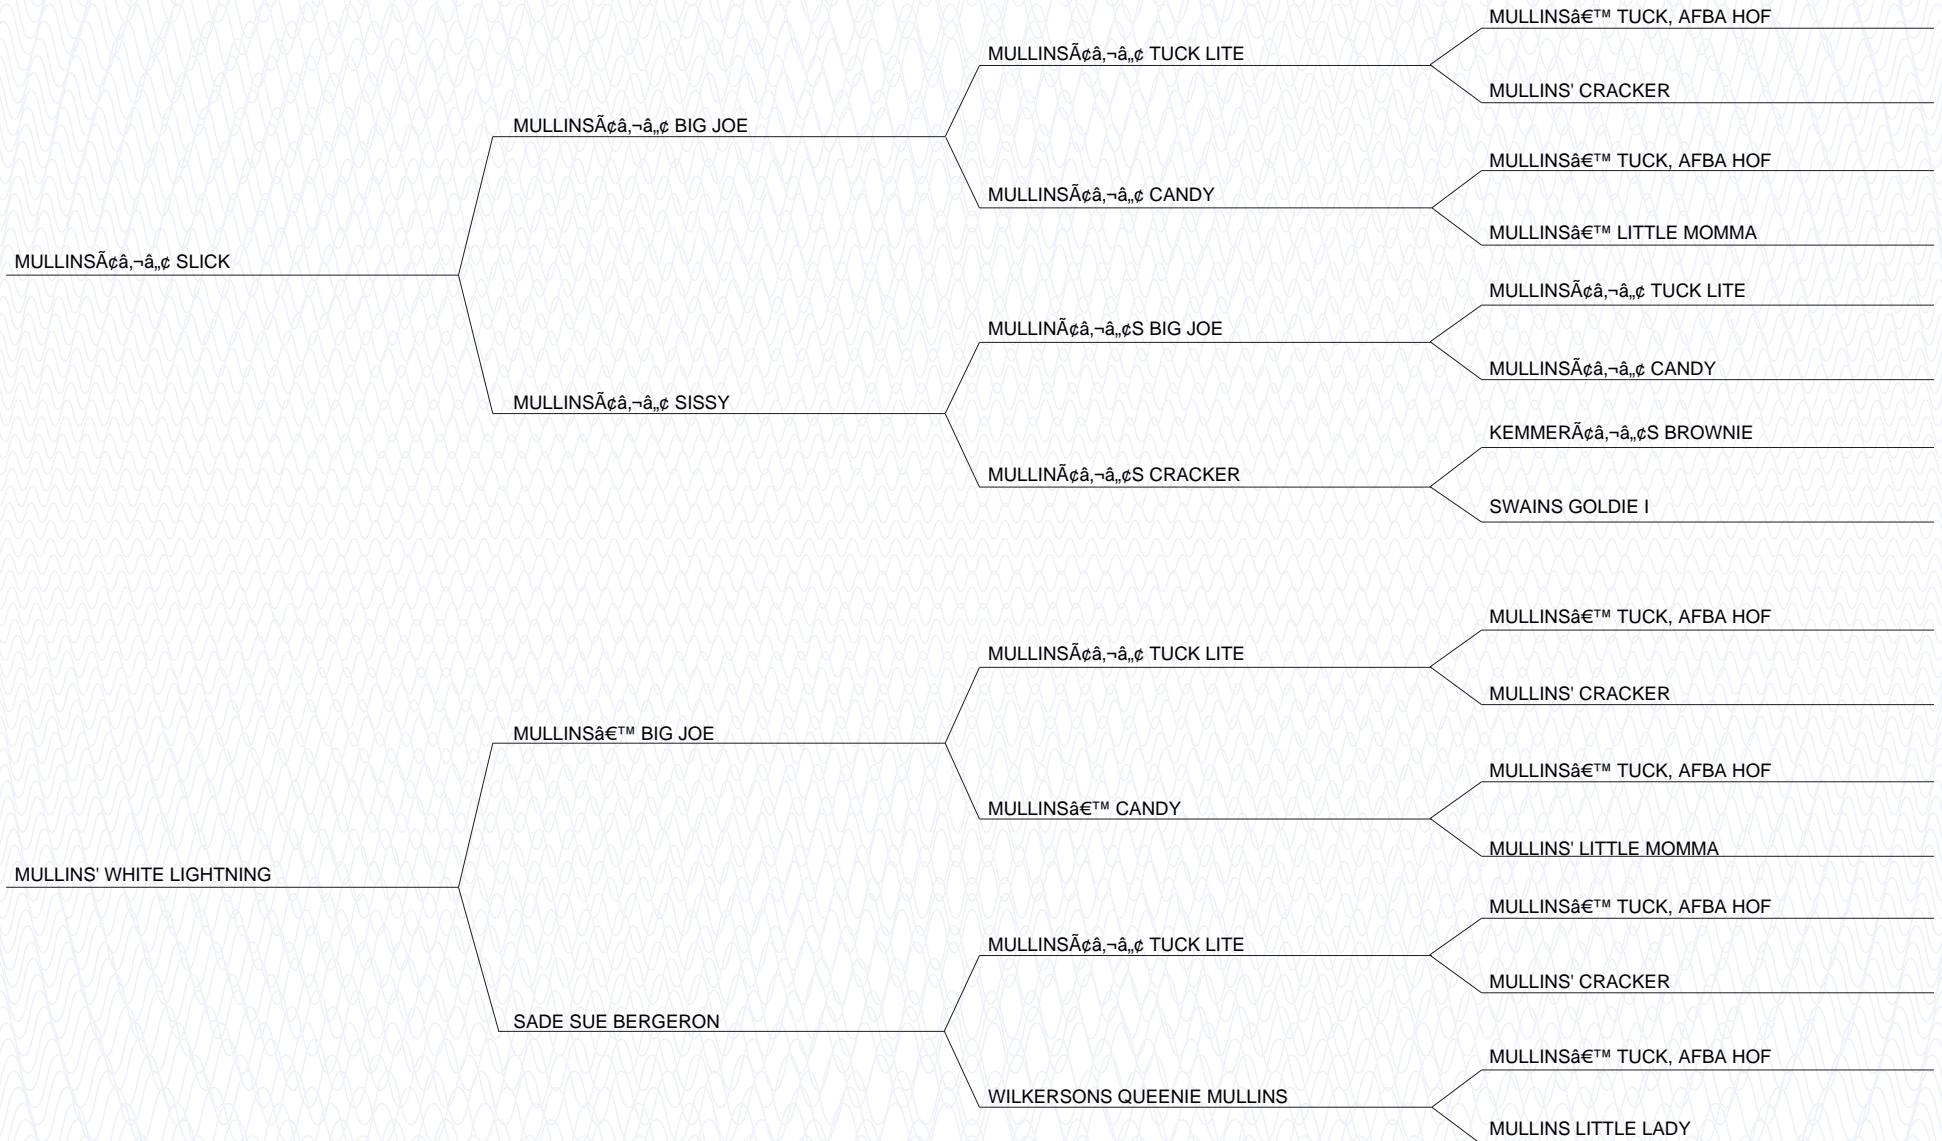 MULLINSâ€™ TUCK, AFBA HOF
MULLINSÃ¢â‚¬â„¢ TUCK LITE
MULLINS' CRACKER
MULLINSÃ¢â‚¬â„¢ BIG JOE
MULLINSâ€™ TUCK, AFBA HOF
MULLINSÃ¢â‚¬â„¢ CANDY
MULLINSâ€™ LITTLE MOMMA
MULLINSÃ¢â‚¬â„¢ SLICK
MULLINSÃ¢â‚¬â„¢ TUCK LITE
MULLINÃ¢â‚¬â„¢S BIG JOE
MULLINSÃ¢â‚¬â„¢ CANDY
MULLINSÃ¢â‚¬â„¢ SISSY
KEMMERÃ¢â‚¬â„¢S BROWNIE
MULLINÃ¢â‚¬â„¢S CRACKER
SWAINS GOLDIE I
MULLINSâ€™ TUCK, AFBA HOF
MULLINSÃ¢â‚¬â„¢ TUCK LITE
MULLINS' CRACKER
MULLINSâ€™ BIG JOE
MULLINSâ€™ TUCK, AFBA HOF
MULLINSâ€™ CANDY
MULLINS' LITTLE MOMMA
MULLINS' WHITE LIGHTNING
MULLINSâ€™ TUCK, AFBA HOF
MULLINSÃ¢â‚¬â„¢ TUCK LITE
MULLINS' CRACKER
SADE SUE BERGERON
MULLINSâ€™ TUCK, AFBA HOF
WILKERSONS QUEENIE MULLINS
MULLINS LITTLE LADY